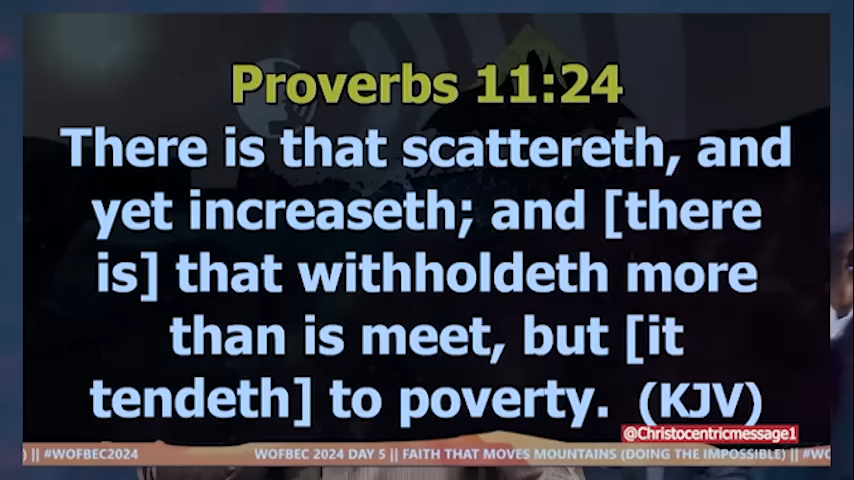 Proverbs 11:24
There is that scattereth, and
yet increaseth; and [there
is] that withholdeth more
than is meet, but [it
tendeth] to poverty. (KJV)
@Christocentricmessage1
) || #WOFBEC2024 WOFBEC 2024 DAY 5 || FAITH THAT MOVES MOUNTAINS (DOING THE IMPOSSIBLE) || #WO